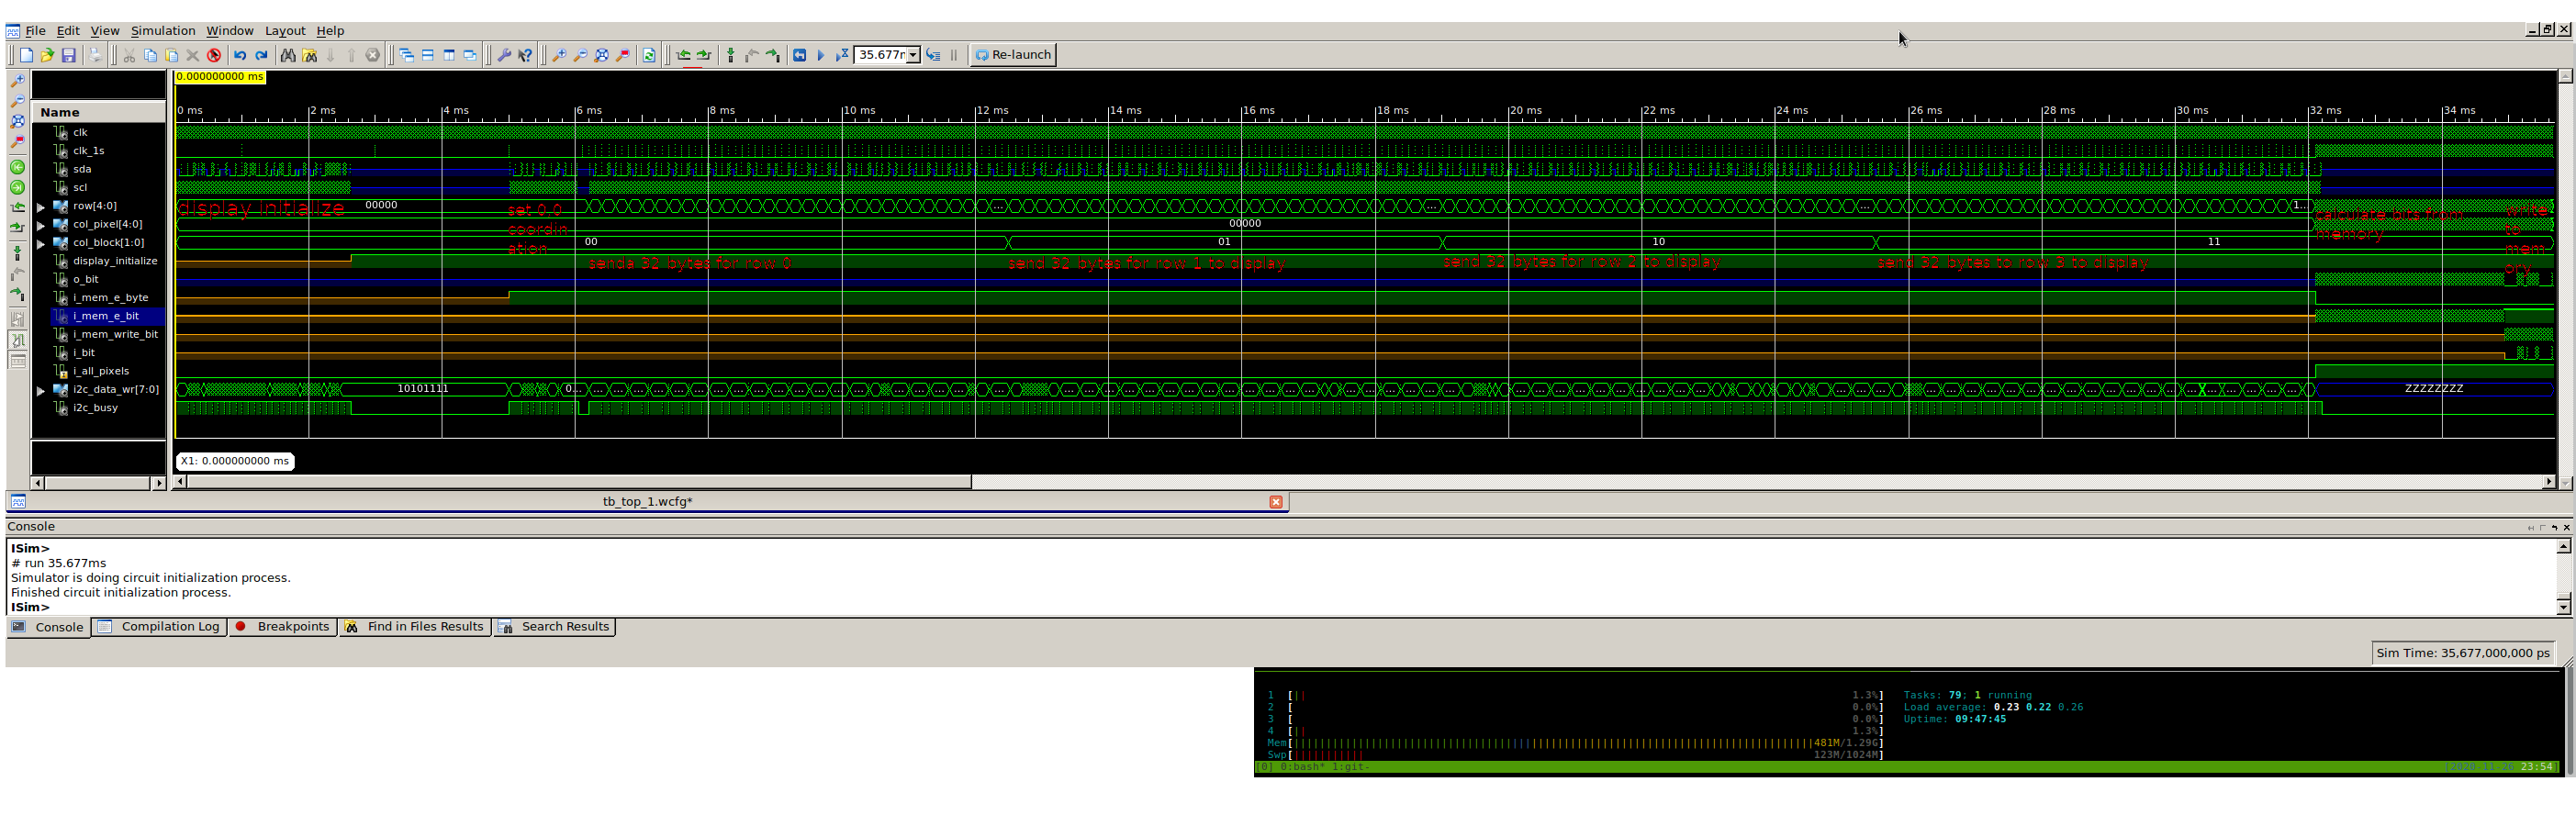 File Edit View Simulation Window Layout Help
35.677r Re-launch
0.000000000 ms
0 ms 2 ms 4 ms 6 ms 8 ms 10 ms 12 ms 14 ms 16 ms 18 ms 20 ms 22 ms 24 ms 26 ms 28 ms 30 ms 32 ms 34 ms
Name
clk
clk_1s
sda
scl
row[4:0] display initialize 00000 set 0,0 ... ... ... 1...
col_pixel[4:0] coordin 00000 calculate bits from write
col_block[1:0] ation 00 01 10 11 memory to
display_initialize senda 32 bytes for row 0 send 32 bytes for row 1 to display send 32 bytes for row 2 to display send 32 bytes to row 3 to display mem
o_bit ory
i_mem_e_byte
i_mem_e_bit
i_mem_write_bit
i_bit
i_all_pixels
i2c_data_wr[7:0] 10101111 0... ZZZZZZZZ
i2c_busy
X1: 0.000000000 ms
tb_top_1.wcfg*
Console
ISim>
# run 35.677ms
Simulator is doing circuit initialization process.
Finished circuit initialization process.
ISim>
Console Compilation Log Breakpoints Find in Files Results Search Results
Sim Time: 35,677,000,000 ps
1 [|| 1.3%] Tasks: 79; 1 running
2 [ 0.0%] Load average: 0.23 0.22 0.26
3 [ 0.0%] Uptime: 09:47:45
4 [|| 1.3%]
Mem[ 481M/1.29G]
Swp[ 123M/1024M]
[0] 0:bash* 1:git- 23:54